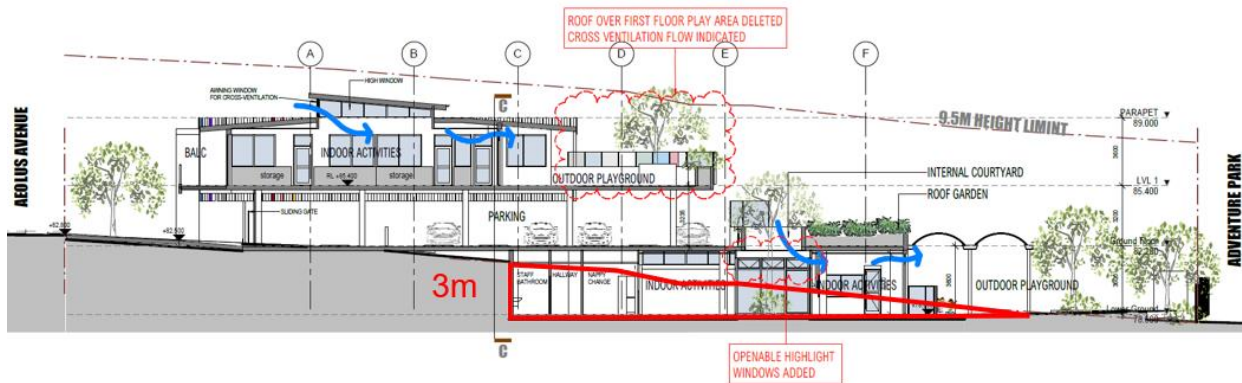 ROOF OVER FIRST FLOOR PLAY AREA DELETED
CROSS VENTILATION FLOW INDICATED
A
B
C
D
E
F
HIGH WINDOW
AWNING WINDOW
FOR CROSS-VENTILATION
C
9.5M HEIGHT LIMINT
PARAPET
89.000
AEOLUS AVENUE
BALC
INDOOR ACTIVITIES
storage
RL +85.400
storage
OUTDOOR PLAYGROUND
INTERNAL COURTYARD
LVL 1
85.400
ROOF GARDEN
SLIDING GATE
PARKING
Ground Floor
3m
STAFF
BATHROOM
HALLWAY
NAPPY
CHANGE
INDOOR ACTIVITIES
INDOOR ACTIVITIES
OUTDOOR PLAYGROUND
Lower Ground
ADVENTURE PARK
C
OPENABLE HIGHLIGHT
WINDOWS ADDED